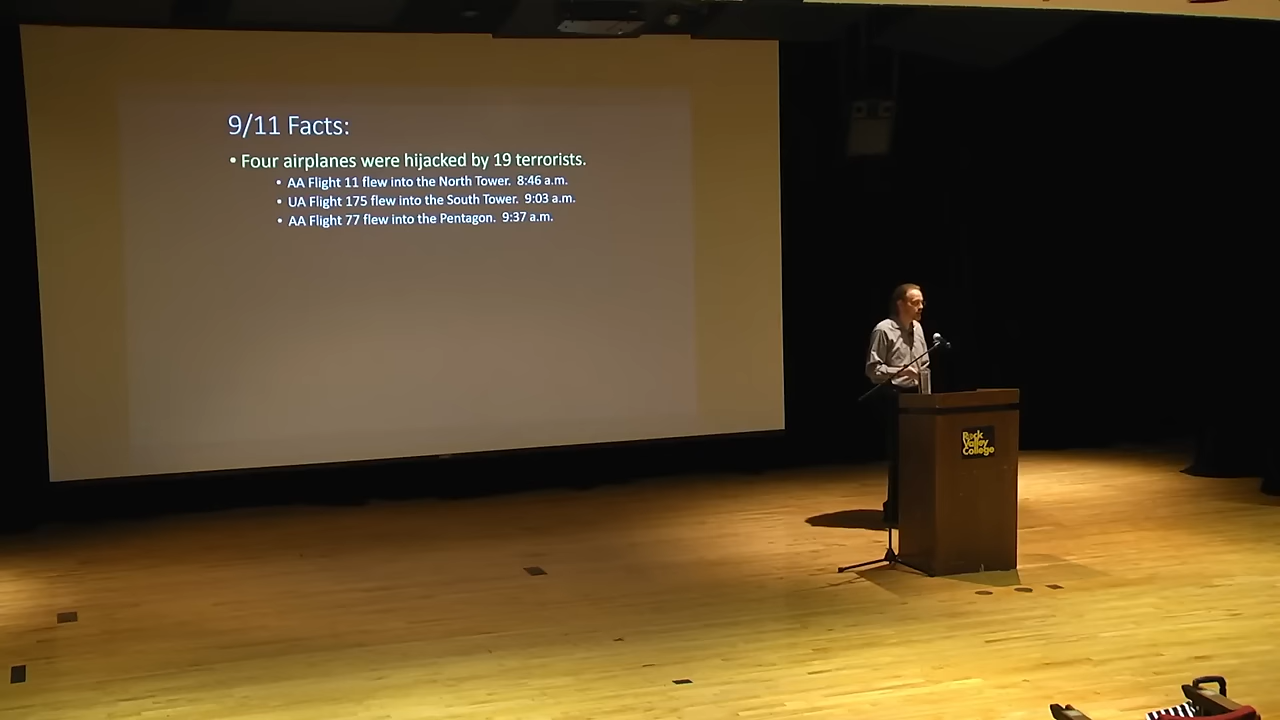 9/11 Facts:
• Four airplanes were hijacked by 19 terrorists.
• AA Flight 11 flew into the North Tower. 8:46 a.m.
• UA Flight 175 flew into the South Tower. 9:03 a.m.
• AA Flight 77 flew into the Pentagon. 9:37 a.m.
Rock
Valley
College